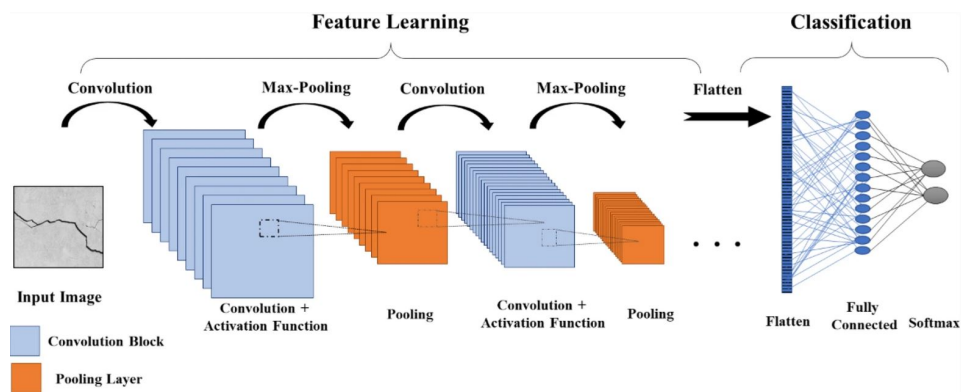 Feature Learning
Classification
Convolution
Max-Pooling
Convolution
Max-Pooling
Flatten
Input Image
Convolution +
Activation Function
Pooling
Convolution +
Activation Function
Pooling
. . .
Flatten
Fully
Connected
Softmax
Convolution Block
Pooling Layer